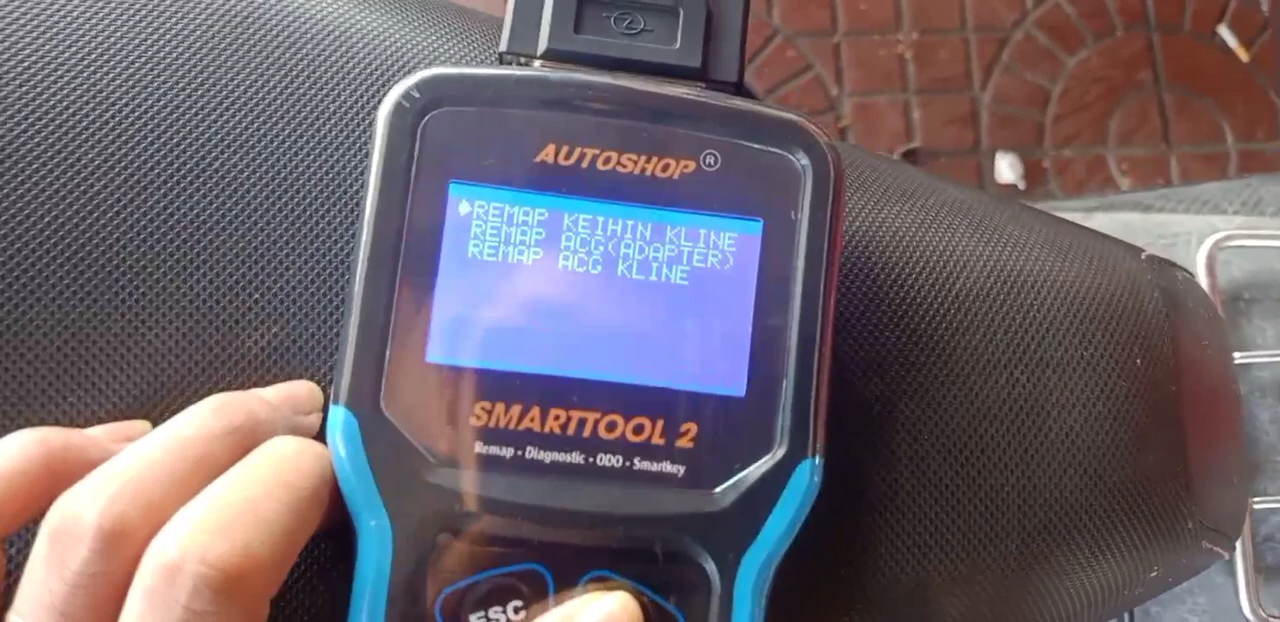 AUTOSHOP®
REMAP KEIHIN KLINE
REMAP ACG(ADAPTER)
REMAP ACG KLINE
SMARTTOOL 2
Remap - Diagnostic - ODO - Smartkey
ESC